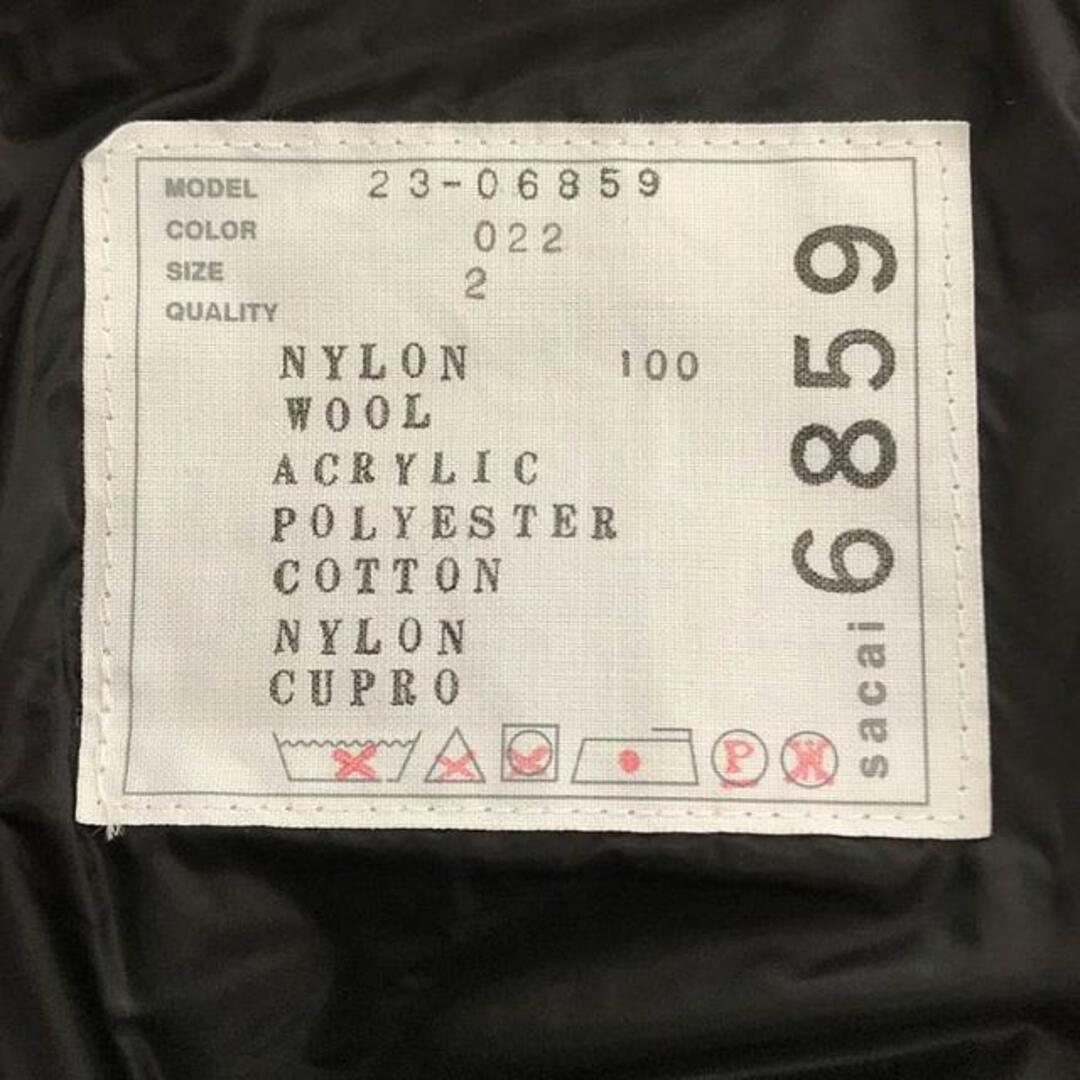 MODEL 23-06859
COLOR 022
SIZE 2
QUALITY
NYLON 100
WOOL
ACRYLIC
POLYESTER
COTTON
NYLON
CUPRO
P W
sacai 6859